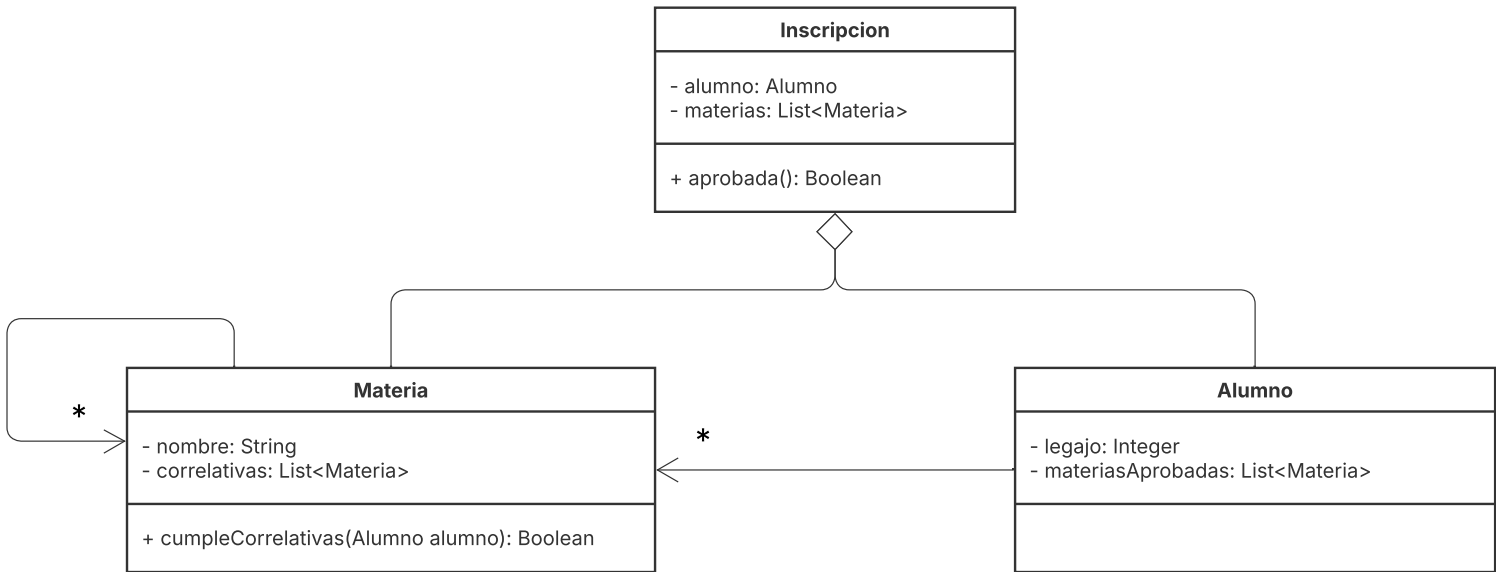 Inscripcion
- alumno: Alumno
- materias: List<Materia>
+ aprobada(): Boolean
*
Materia
- nombre: String
- correlativas: List<Materia>
+ cumpleCorrelativas(Alumno alumno): Boolean
*
Alumno
- legajo: Integer
- materiasAprobadas: List<Materia>